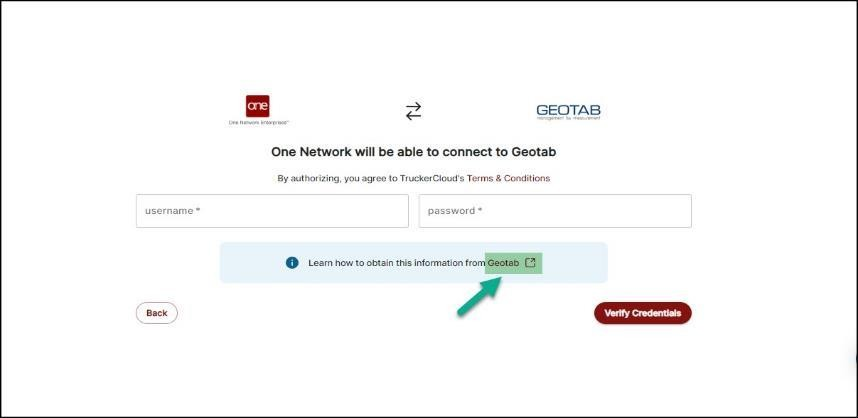 one
One Network Enterprises™
GEOTAB
management by measurement
One Network will be able to connect to Geotab
By authorizing, you agree to TruckerCloud's Terms & Conditions
username *
password *
Learn how to obtain this information from Geotab
Back
Verify Credentials